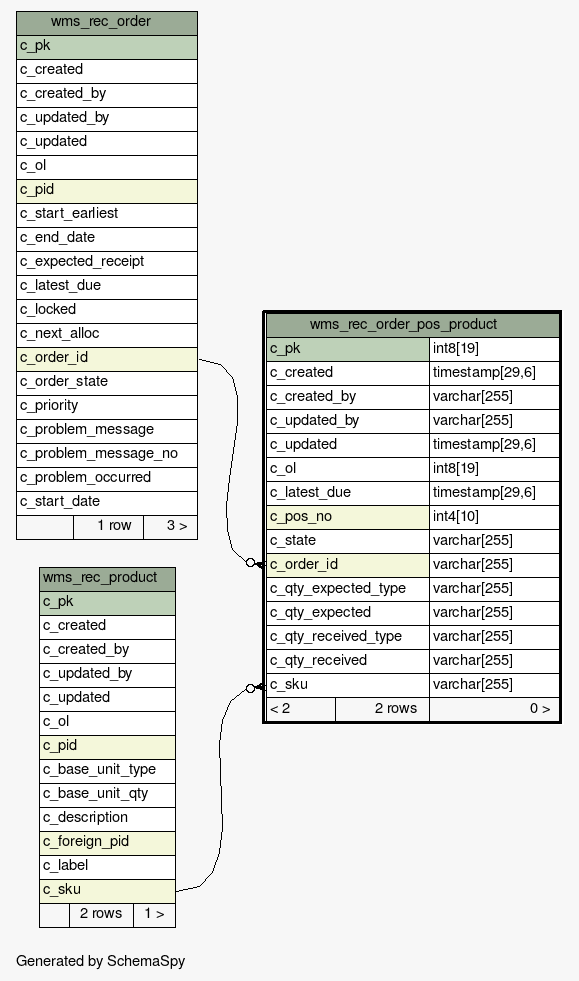 wms_rec_order
c_pk
c_created
c_created_by
c_updated_by
c_updated
c_ol
c_pid
c_start_earliest
c_end_date
c_expected_receipt
c_latest_due
c_locked
c_next_alloc
c_order_id
c_order_state
c_priority
c_problem_message
c_problem_message_no
c_problem_occurred
c_start_date
1 row 3 >
wms_rec_order_pos_product
c_pk int8[19]
c_created timestamp[29,6]
c_created_by varchar[255]
c_updated_by varchar[255]
c_updated timestamp[29,6]
c_ol int8[19]
c_latest_due timestamp[29,6]
c_pos_no int4[10]
c_state varchar[255]
c_order_id varchar[255]
c_qty_expected_type varchar[255]
c_qty_expected varchar[255]
c_qty_received_type varchar[255]
c_qty_received varchar[255]
c_sku varchar[255]
< 2 2 rows 0 >
wms_rec_product
c_pk
c_created
c_created_by
c_updated_by
c_updated
c_ol
c_pid
c_base_unit_type
c_base_unit_qty
c_description
c_foreign_pid
c_label
c_sku
2 rows 1 >
Generated by SchemaSpy